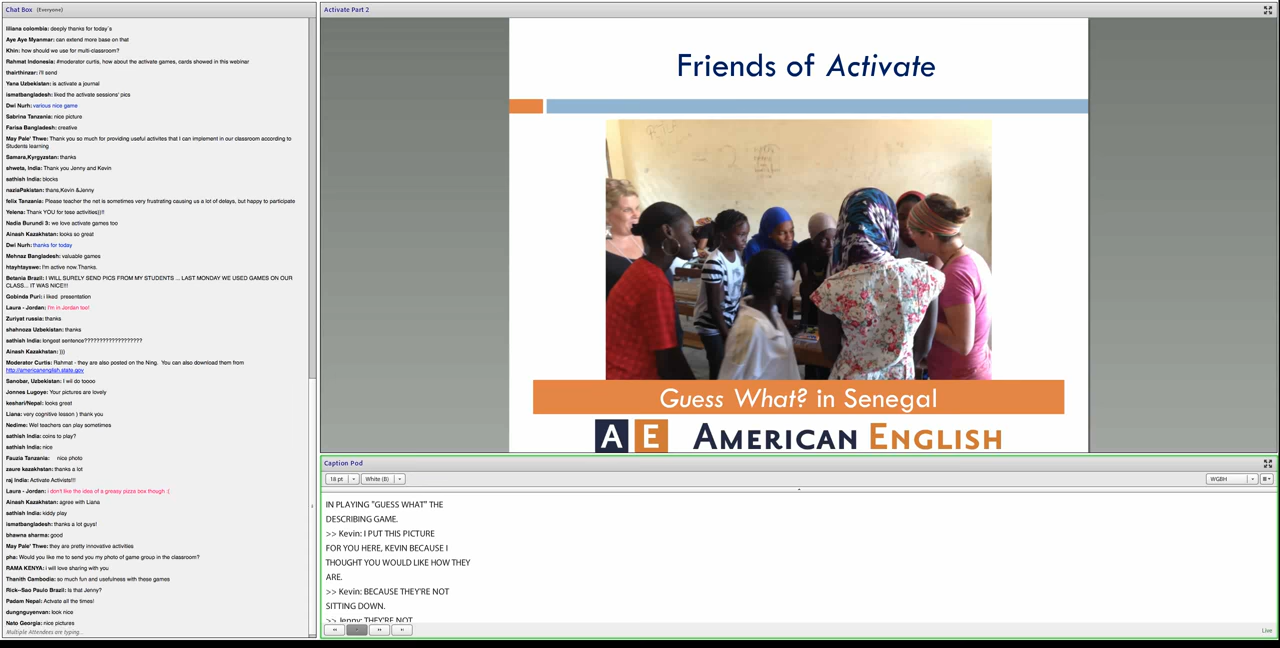 Chat Box (Everyone)
liliana colombia: deeply thanks for today´s
Aye Aye Myanmar: can extend more base on that
Khin: how should we use for multi-classroom?
Rahmat Indonesia: #moderator curtis, how about the activate games, cards showed in this webinar
thairthinzar: i'll send
Yana Uzbekistan: is activate a journal
ismatbangladesh: liked the activate sessions' pics
Dwi Nurh: various nice game
Sabrina Tanzania: nice picture
Farisa Bangladesh: creative
May Pale' Thwe: Thank you so much for providing useful activites that I can implement in our classroom according to
Students learning
Samara,Kyrgyzstan: thanks
shweta, India: Thank you Jenny and Kevin
sathish India: blocks
naziaPakistan: thans,Kevin &Jenny
felix Tanzania: Please teacher the net is sometimes very frustrating causing us a lot of delays, but happy to participate
Yelena: Thank YOU for tese activities))!!
Nadia Burundi 3: we love activate games too
Ainash Kazakhstan: looks so great
Dwi Nurh: thanks for today
Mehnaz Bangladesh: valuable games
htayhtayswe: I'm active now.Thanks.
Betania Brazil: I WILL SURELY SEND PICS FROM MY STUDENTS ... LAST MONDAY WE USED GAMES ON OUR
CLASS... IT WAS NICE!!!
Gobinda Puri: i liked presentation
Laura - Jordan: I'm in Jordan too!
Zuriyat russia: thanks
shahnoza Uzbekistan: thanks
sathish India: longest sentence???????????????????
Ainash Kazakhstan: )))
Moderator Curtis: Rahmat - they are also posted on the Ning. You can also download them from
http://americanenglish.state.gov
Sanobar, Uzbekistan: I wil do toooo
Jonnes Lugoye: Your pictures are lovely
keshari/Nepal: looks great
Liana: very cognitive lesson ) thank you
Nedime: Wel! teachers can play sometimes
sathish India: coins to play?
sathish India: nice
Fauzia Tanzania: nice photo
zaure kazakhstan: thanks a lot
raj India: Activate Activists!!!
Laura - Jordan: i don't like the idea of a greasy pizza box though :(
Ainash Kazakhstan: agree with Liana
sathish India: kiddy play
ismatbangladesh: thanks a lot guys!
bhawna sharma: good
May Pale' Thwe: they are pretty innovative activities
pha: Would you like me to send you my photo of game group in the classroom?
RAMA KENYA: i will love sharing with you
Thanith Cambodia: so much fun and usefulness with these games
Rick--Sao Paulo Brazil: Is that Jenny?
Padam Nepal: Activate all the times!
dungnguyenvan: look nice
Nato Georgia: nice pictures
Multiple Attendees are typing...
Activate Part 2
Friends of Activate
Guess What? in Senegal
A E AMERICAN ENGLISH
Caption Pod
18 pt White (B) WGBH
IN PLAYING "GUESS WHAT" THE
DESCRIBING GAME.
>> Kevin: I PUT THIS PICTURE
FOR YOU HERE, KEVIN BECAUSE I
THOUGHT YOU WOULD LIKE HOW THEY
ARE.
>> Kevin: BECAUSE THEY'RE NOT
SITTING DOWN.
>> Jenny: THEY'RE NOT
Live